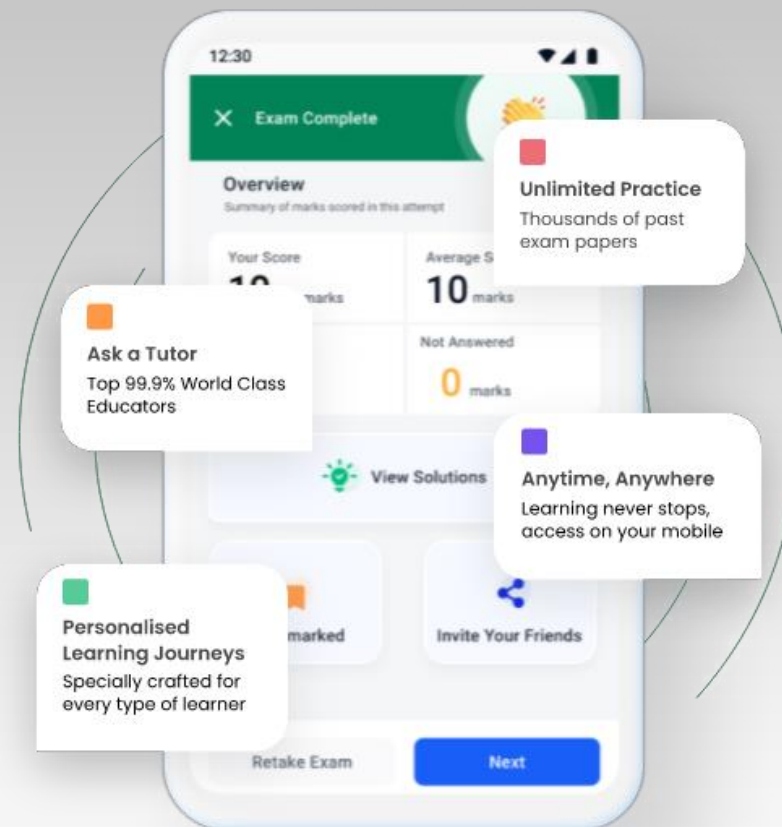 12:30
Exam Complete
Overview
Summary of marks scored in this attempt
Unlimited Practice
Thousands of past
exam papers
Your Score
marks
Average S
10 marks
Ask a Tutor
Top 99.9% World Class
Educators
Not Answered
0 marks
View Solutions
Anytime, Anywhere
Learning never stops,
access on your mobile
Personalised
Learning Journeys
Specially crafted for
every type of learner
marked
Invite Your Friends
Retake Exam
Next